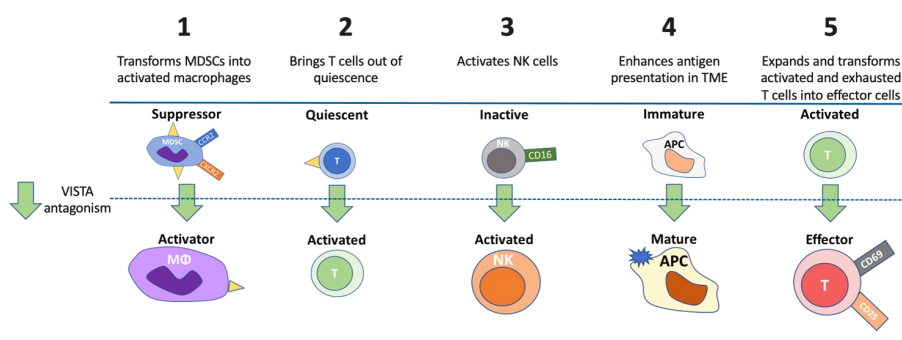 1
2
3
4
5
Transforms MDSCs into
activated macrophages
Brings T cells out of
quiescence
Activates NK cells
Enhances antigen
presentation in TME
Expands and transforms
activated and exhausted
T cells into effector cells
Suppressor
Quiescent
Inactive
Immature
Activated
MDSC
CCR2
CXCR2
T
NK
CD16
APC
T
VISTA
antagonism
Activator
Activated
Activated
Mature
Effector
MΦ
T
NK
APC
T
CD69
CD25